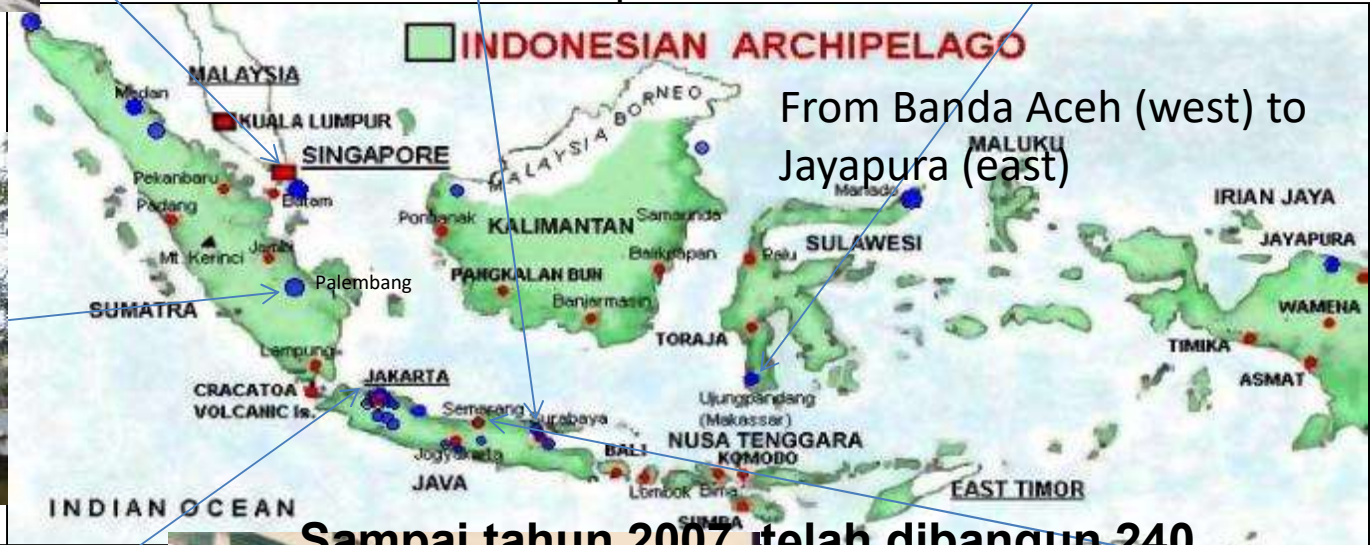 INDONESIAN ARCHIPELAGO
From Banda Aceh (west) to
Jayapura (east)
MALAYSIA
Medan
KUALA LUMPUR
SINGAPORE
MALAYSIA BORNEO
MALUKU
Manado
IRIAN JAYA
Pekanbaru
Padang
Batam
Pontianak
KALIMANTAN
Samarinda
SULAWESI
JAYAPURA
Mt Kerinci
Jambi
Balikpapan
Palu
PANGKALAN BUN
Palembang
SUMATRA
Banjarmasin
WAMENA
TORAJA
TIMIKA
Lampung
JAKARTA
ASMAT
CRACATOA
VOLCANIC Is.
Semarang
Surabaya
Ujungpandang
(Makassar)
Jogyakarta
BALI
NUSA TENGGARA
KOMODO
JAVA
Lombok
Bima
EAST TIMOR
INDIAN OCEAN
SUMBA
Sampai tahun 2007 telah dibangun 240